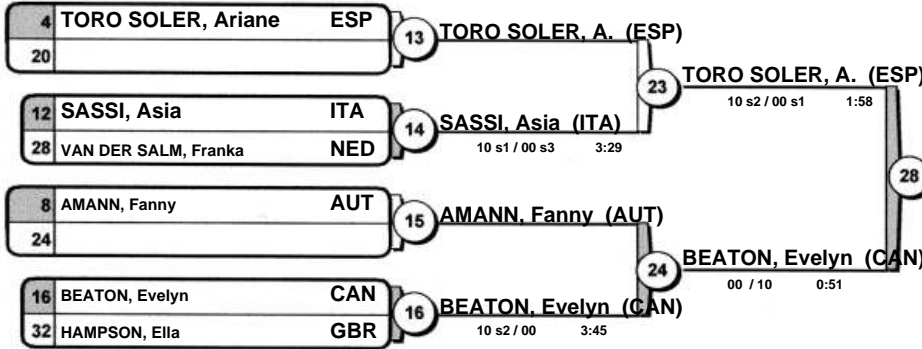 4 TORO SOLER, Ariane ESP
20
13
TORO SOLER, A. (ESP)
12 SASSI, Asia ITA
28 VAN DER SALM, Franka NED
14
SASSI, Asia (ITA)
10 s1 / 00 s3 3:29
23
TORO SOLER, A. (ESP)
10 s2 / 00 s1 1:58
8 AMANN, Fanny AUT
24
15
AMANN, Fanny (AUT)
16 BEATON, Evelyn CAN
32 HAMPSON, Ella GBR
16
BEATON, Evelyn (CAN)
10 s2 / 00 3:45
24
BEATON, Evelyn (CAN)
00 / 10 0:51
28